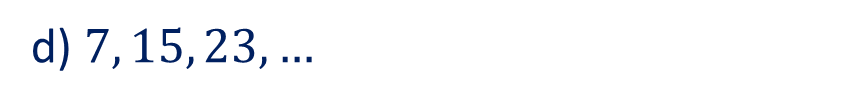 d) 7, 15, 23, ...